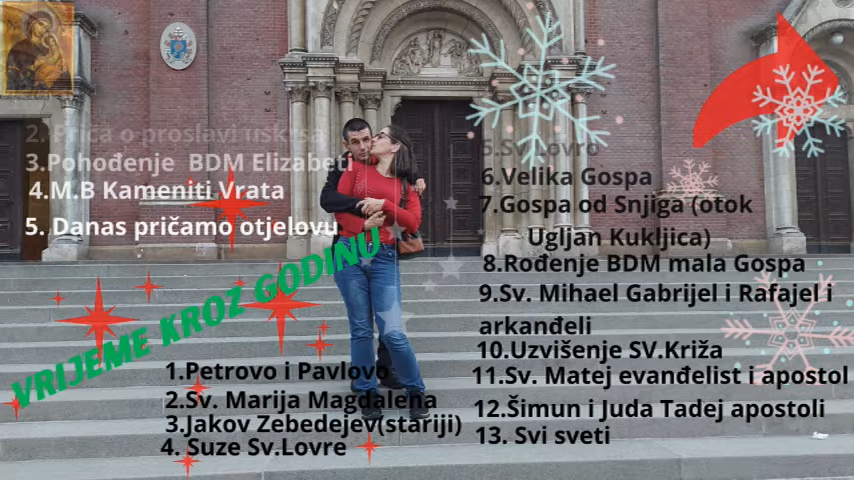 2. Priča o proslavi uskrsa
3.Pohođenje BDM Elizabeti
4.M.B Kameniti Vrata
5. Danas pričamo otjelovu
VRIJEME KROZ GODINU
1.Petrovo i Pavlovo
2.Sv. Marija Magdalena
3.Jakov Zebedejev(stariji)
4. Suze Sv.Lovre
5.Sv.Lovro
6.Velika Gospa
7.Gospa od Snjiga (otok
Ugljan Kukljica)
8.Rođenje BDM mala Gospa
9.Sv. Mihael Gabrijel i Rafajel i
arkanđeli
10.Uzvišenje SV.Križa
11.Sv. Matej evanđelist i apostol
12.Šimun i Juda Tadej apostoli
13. Svi sveti